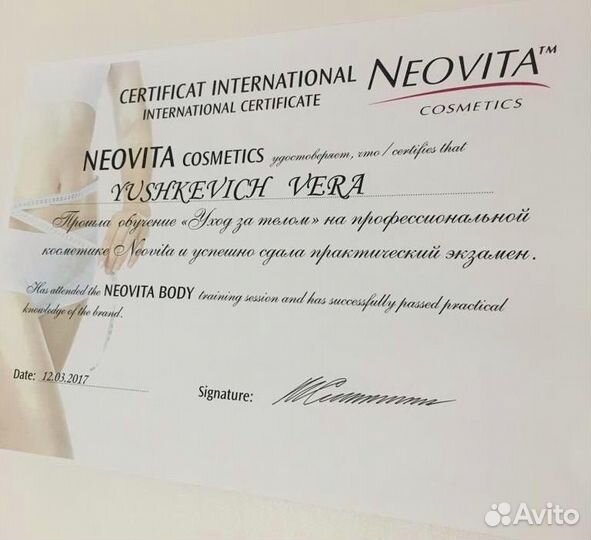 CERTIFICAT INTERNATIONAL
INTERNATIONAL CERTIFICATE
NEOVITA™
COSMETICS
NEOVITA COSMETICS удостоверяет, что / certifies that
YUSHKEVICH VERA
Прошла обучение «Уход за телом» на профессиональной
косметике Neovita и успешно сдала практический экзамен.
Has attended the NEOVITA BODY training session and has successfully passed practical
knowledge of the brand.
Date: 12.03.2017
Signature:
Avito